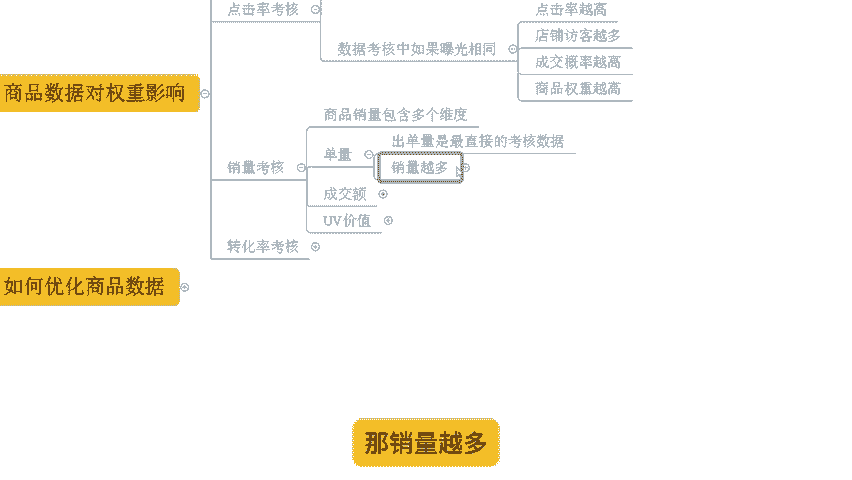 点击率考核
点击率越高
店铺访客越多
数据考核中如果曝光相同
成交概率越高
商品权重越高
商品数据对权重影响
商品销量包含多个维度
出单量是最直接的考核数据
单量
销量考核
销量越多
成交额
UV价值
转化率考核
如何优化商品数据
那销量越多